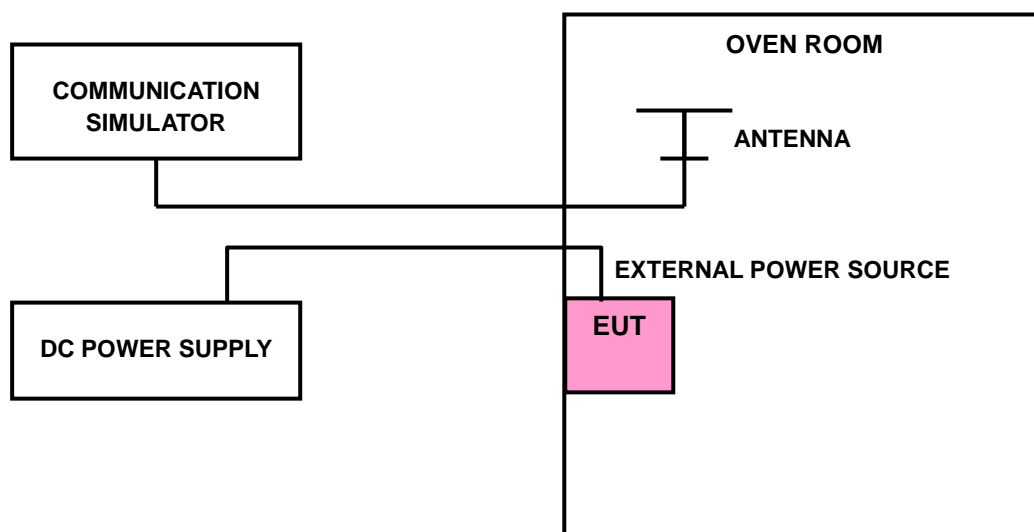 OVEN ROOM
COMMUNICATION
SIMULATOR
ANTENNA
EXTERNAL POWER SOURCE
EUT
DC POWER SUPPLY